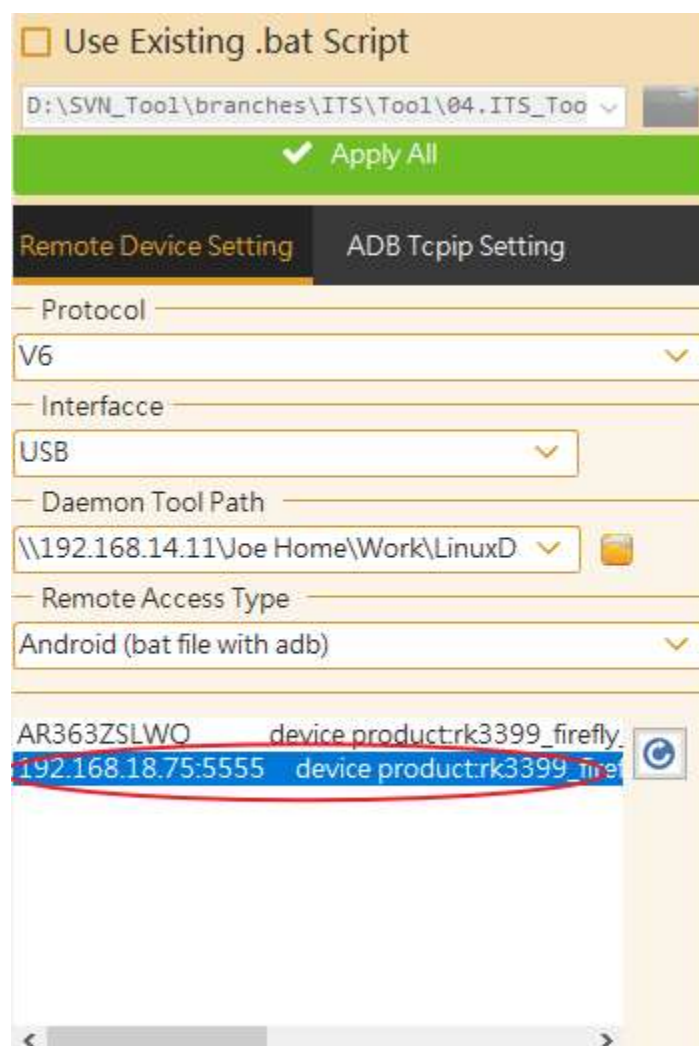 Use Existing .bat Script
D:\SVN_Tool\branches\ITS\Tool\04.ITS_Too
Apply All
Remote Device Setting ADB Tcpip Setting
Protocol
V6
Interfacce
USB
Daemon Tool Path
\\192.168.14.11\Joe Home\Work\LinuxD
Remote Access Type
Android (bat file with adb)
AR363ZSLWQ device product:rk3399_firefly_
192.168.18.75:5555 device product:rk3399_firef